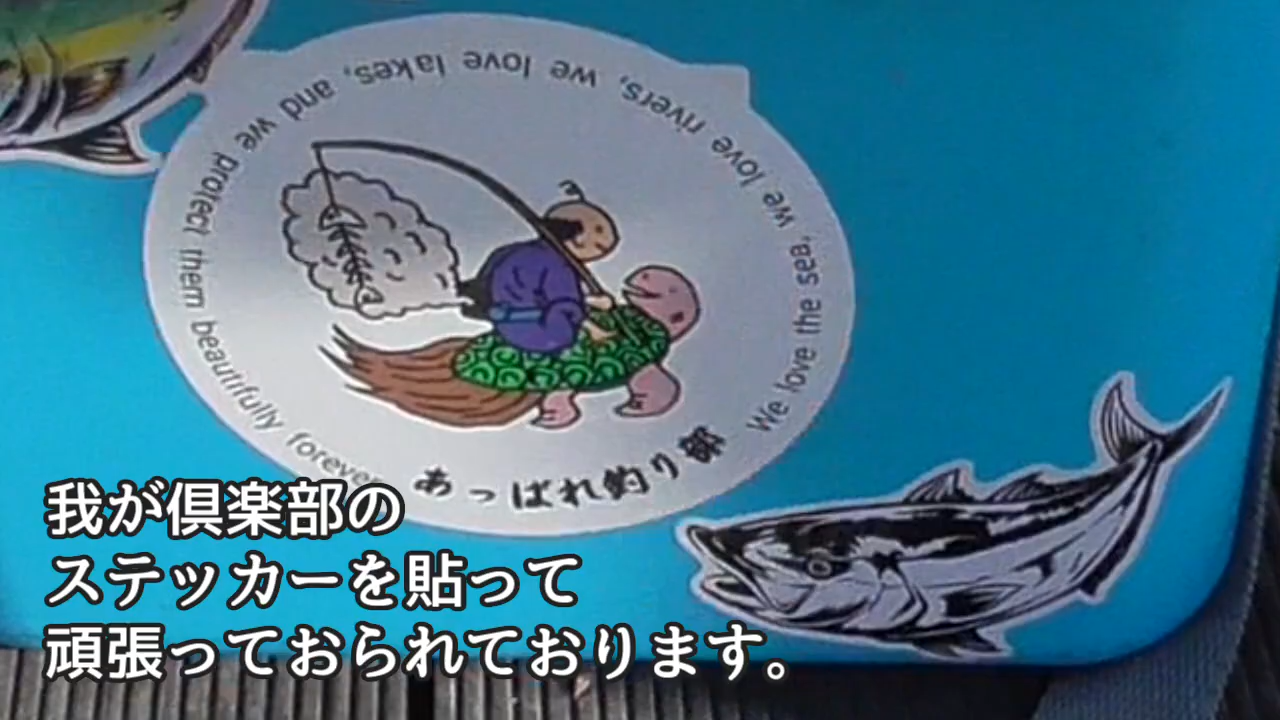 We love the sea, we love rivers, we love lakes, and we protect them beautifully forever
あっぱれ釣り部
我が倶楽部の
ステッカーを貼って
頑張っておられております。